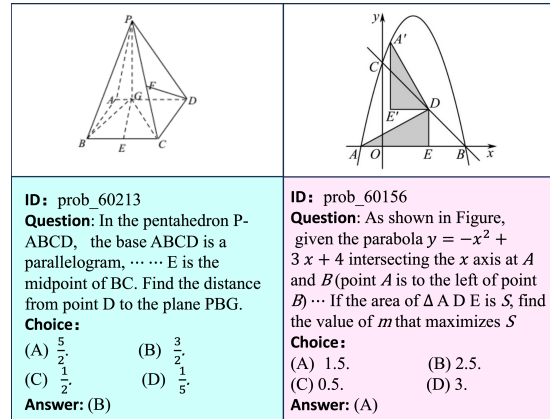 P
F
A G D
B E C
y
A'
C
D
E'
A O E B x
ID: prob_60213
Question: In the pentahedron P-
ABCD, the base ABCD is a
parallelogram, ⋯⋯ E is the
midpoint of BC. Find the distance
from point D to the plane PBG.
Choice:
(A) 5/2. (B) 3/2.
(C) 1/2. (D) 1/5.
Answer: (B)
ID: prob_60156
Question: As shown in Figure,
given the parabola y = −x² +
3 x + 4 intersecting the x axis at A
and B(point A is to the left of point
B)⋯ If the area of Δ A D E is S, find
the value of m that maximizes S
Choice:
(A) 1.5. (B) 2.5.
(C) 0.5. (D) 3.
Answer: (A)